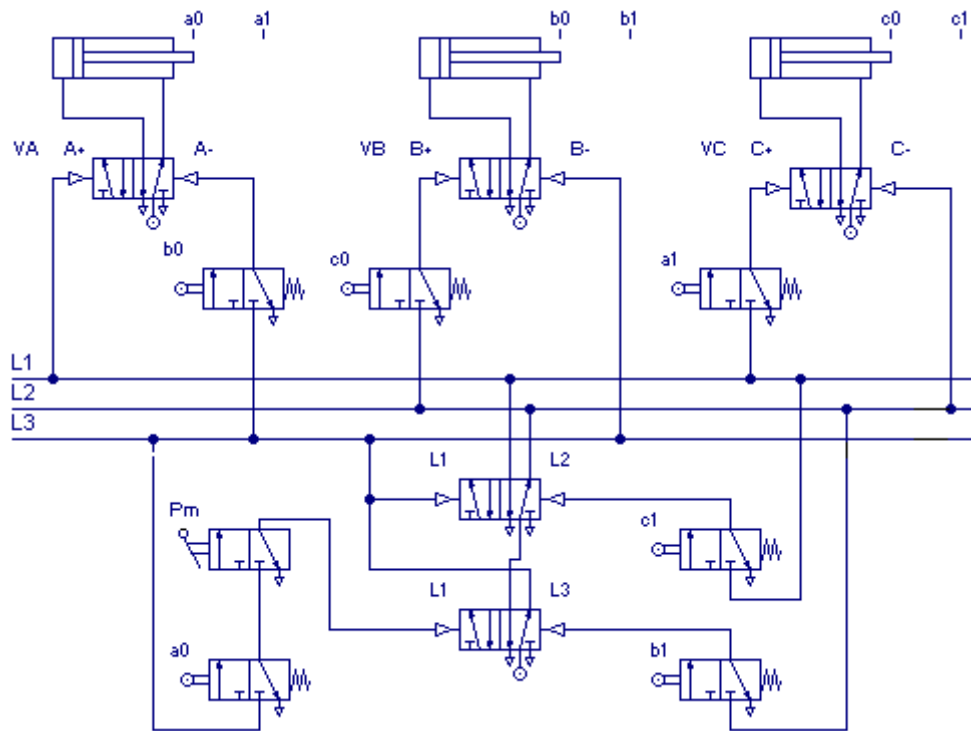 a0 a1 b0 b1 c0 c1
VA A+ A- VB B+ B- VC C+ C-
b0 c0 a1
L1
L2
L3
L1 L2
Pm c1
L1 L3
a0 b1